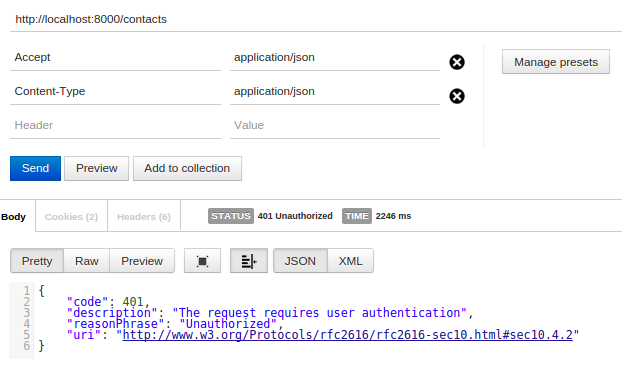 http://localhost:8000/contacts
Accept application/json
Manage presets
Content-Type application/json
Header Value
Send Preview Add to collection
Body Cookies (2) Headers (6) STATUS 401 Unauthorized TIME 2246 ms
Pretty Raw Preview JSON XML
1 {
2 "code": 401,
3 "description": "The request requires user authentication",
4 "reasonPhrase": "Unauthorized",
5 "uri": "http://www.w3.org/Protocols/rfc2616/rfc2616-sec10.html#sec10.4.2"
6 }